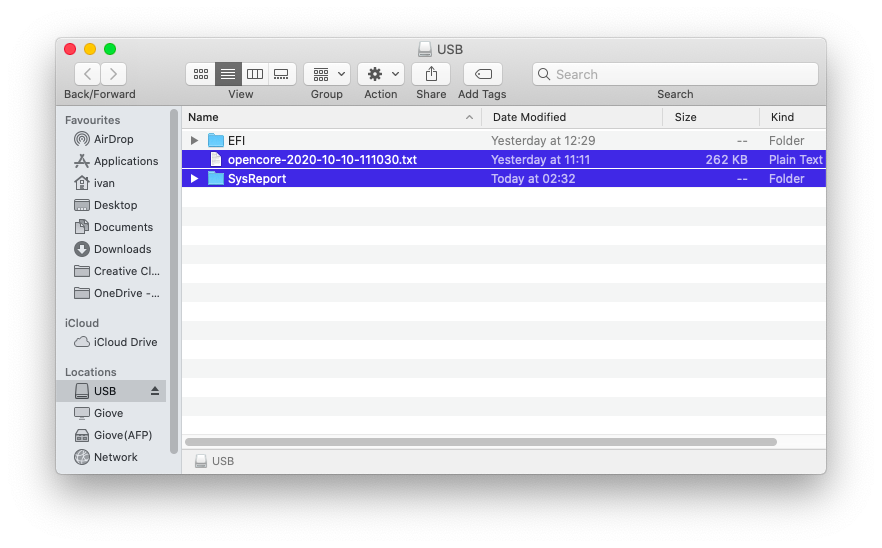 USB
Back/Forward
View
Group
Action
Share
Add Tags
Search
Search
Favourites
AirDrop
Applications
ivan
Desktop
Documents
Downloads
Creative Cl...
OneDrive -...
iCloud
iCloud Drive
Locations
USB
Giove
Giove(AFP)
Network
Name Date Modified Size Kind
EFI Yesterday at 12:29 -- Folder
opencore-2020-10-10-111030.txt Yesterday at 11:11 262 KB Plain Text
SysReport Today at 02:32 -- Folder
USB